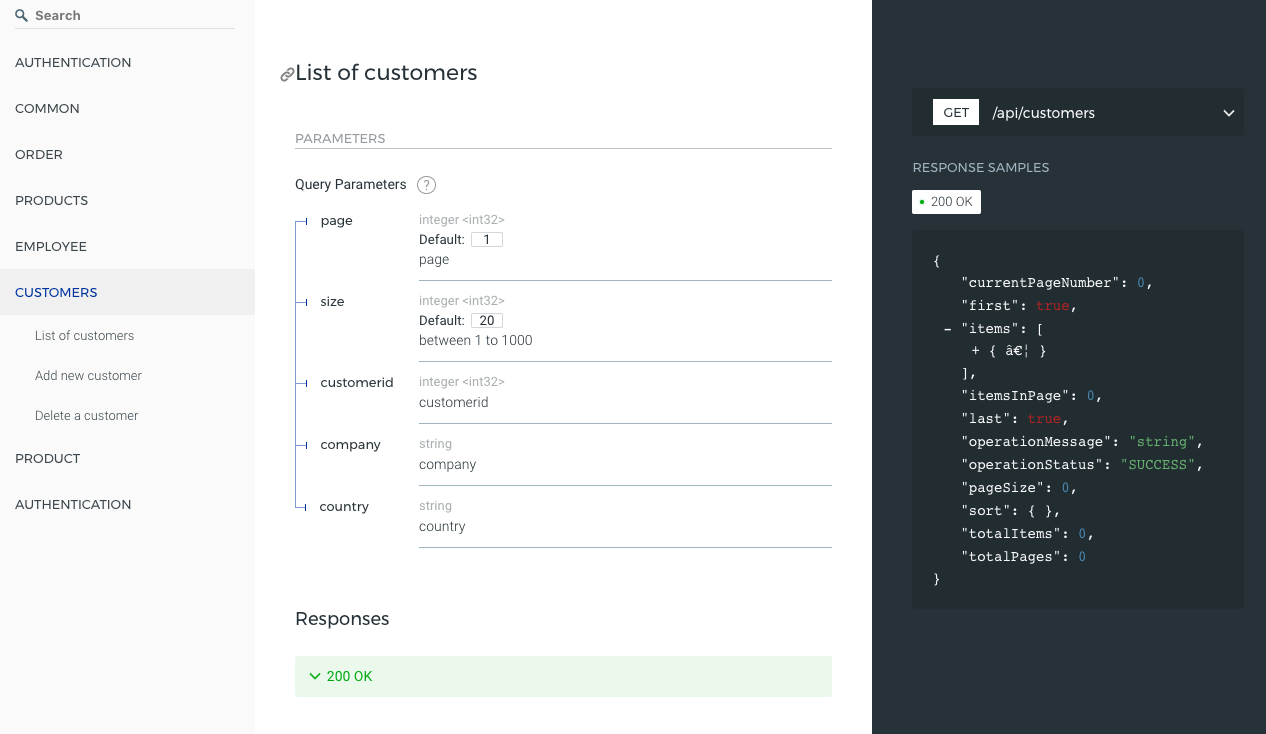 Search
AUTHENTICATION
COMMON
ORDER
PRODUCTS
EMPLOYEE
CUSTOMERS
List of customers
Add new customer
Delete a customer
PRODUCT
AUTHENTICATION
List of customers
PARAMETERS
Query Parameters ?
page
integer <int32>
Default: 1
page
size
integer <int32>
Default: 20
between 1 to 1000
customerid
integer <int32>
customerid
company
string
company
country
string
country
Responses
200 OK
GET /api/customers
RESPONSE SAMPLES
200 OK
{
"currentPageNumber": 0,
"first": true,
- "items": [
+ { â€¦ }
],
"itemsInPage": 0,
"last": true,
"operationMessage": "string",
"operationStatus": "SUCCESS",
"pageSize": 0,
"sort": { },
"totalItems": 0,
"totalPages": 0
}